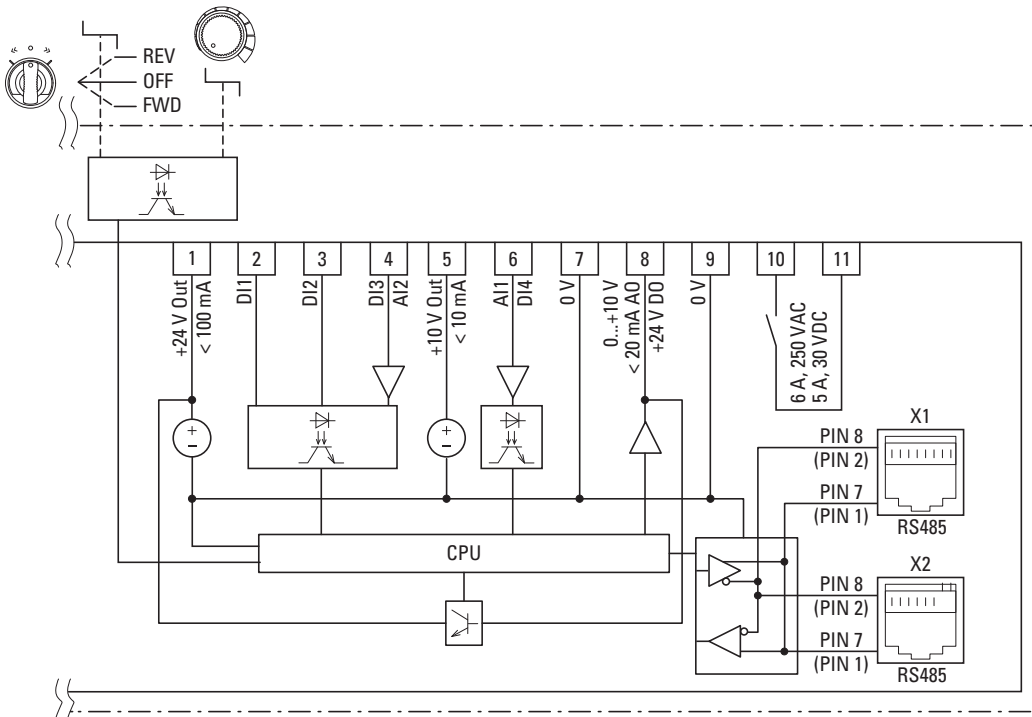 REV
OFF
FWD
1
2
3
4
5
6
7
8
9
10
11
+24 V Out
< 100 mA
DI1
DI2
DI3
AI2
+10 V Out
< 10 mA
AI1
DI4
0 V
0...+10 V
< 20 mA AO
+24 V DO
0 V
6 A, 250 VAC
5 A, 30 VDC
X1
PIN 8
(PIN 2)
PIN 7
(PIN 1)
RS485
CPU
X2
PIN 8
(PIN 2)
PIN 7
(PIN 1)
RS485